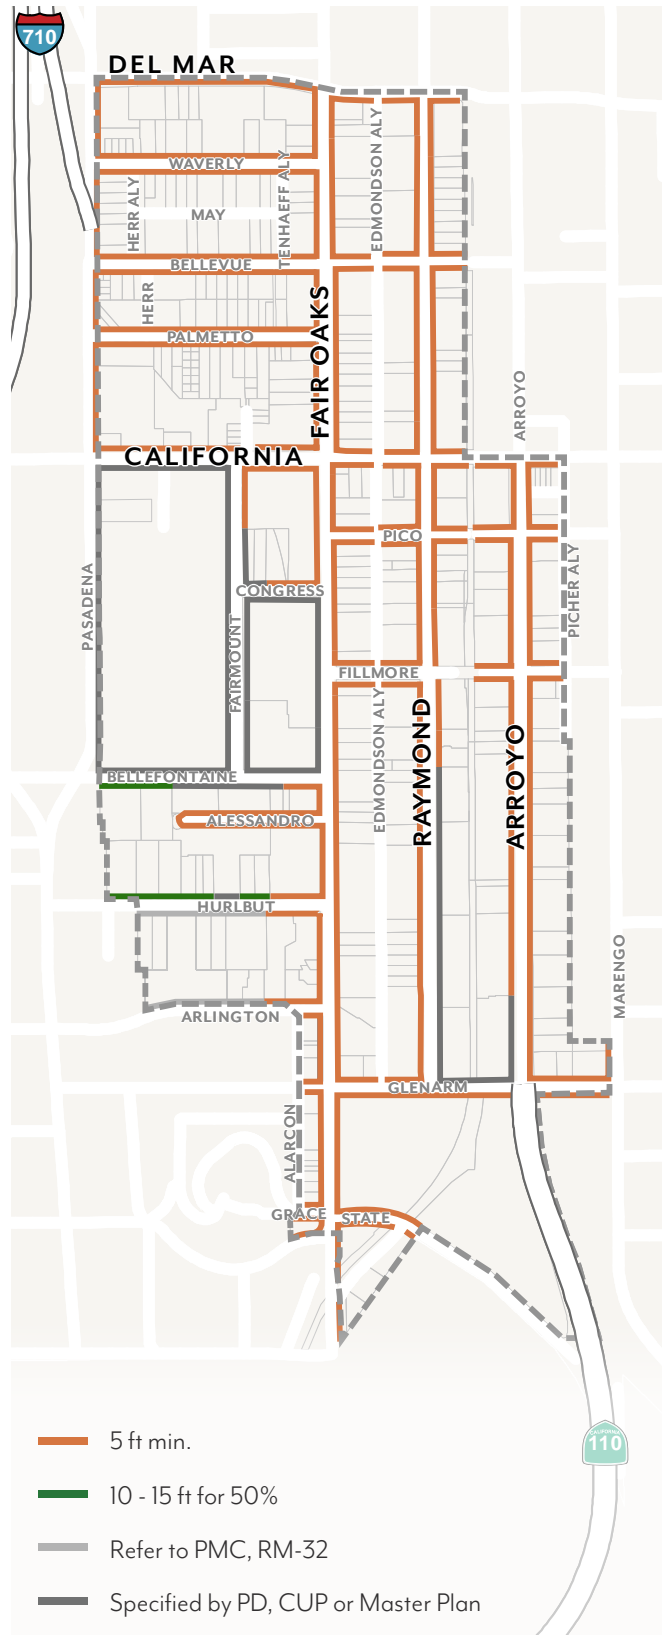 710
DEL MAR
WAVERLY
HERR ALY
MAY
TENHAEFF ALY
EDMONDSON ALY
BELLEVUE
HERR
PALMETTO
FAIR OAKS
ARROYO
CALIFORNIA
PICO
PASADENA
CONGRESS
PICHER ALY
FAIRMOUNT
FILLMORE
EDMONDSON ALY
RAYMOND
ARROYO
BELLEFONTAINE
ALESSANDRO
HURLBUT
MARENGO
ARLINGTON
GLENARM
ALARCON
GRACE
STATE
CALIFORNIA
110
5 ft min.
10 - 15 ft for 50%
Refer to PMC, RM-32
Specified by PD, CUP or Master Plan